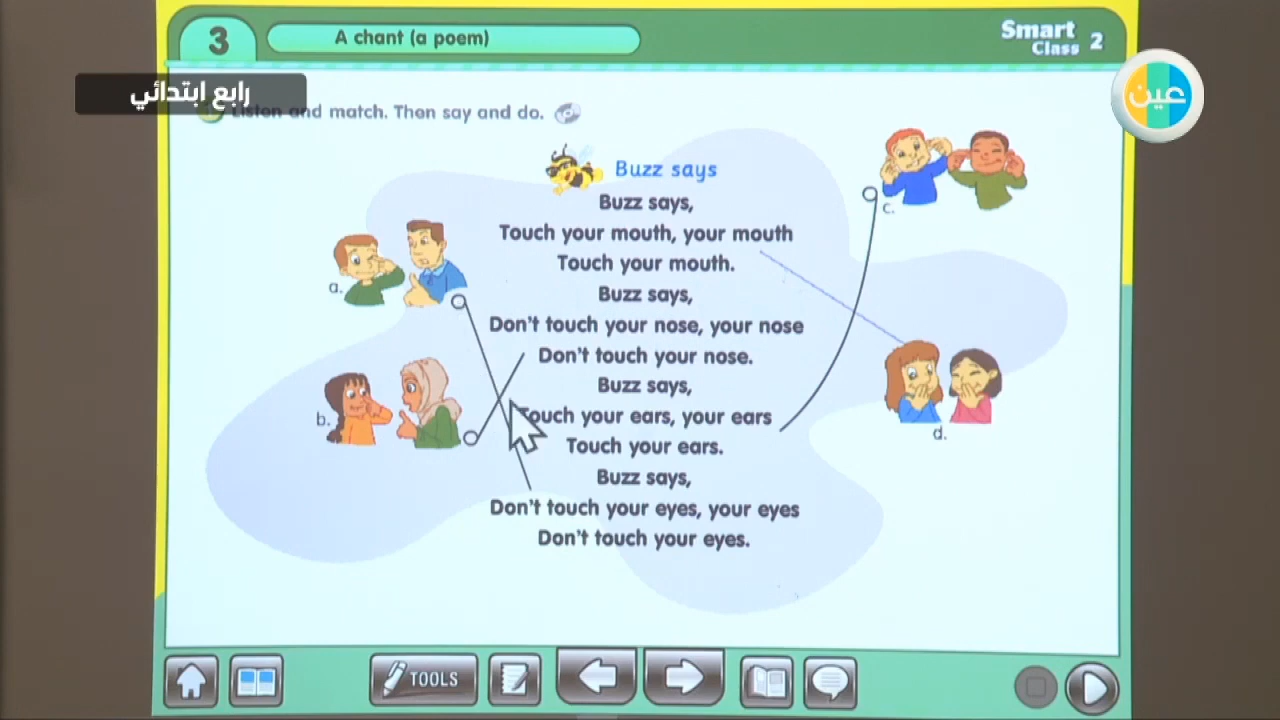 3
A chant (a poem)
Smart
Class 2
رابع ابتدائي
عين
Listen and match. Then say and do.
Buzz says
Buzz says,
Touch your mouth, your mouth
Touch your mouth.
Buzz says,
Don't touch your nose, your nose
Don't touch your nose.
Buzz says,
Touch your ears, your ears
Touch your ears.
Buzz says,
Don't touch your eyes, your eyes
Don't touch your eyes.
a.
b.
c.
d.
TOOLS